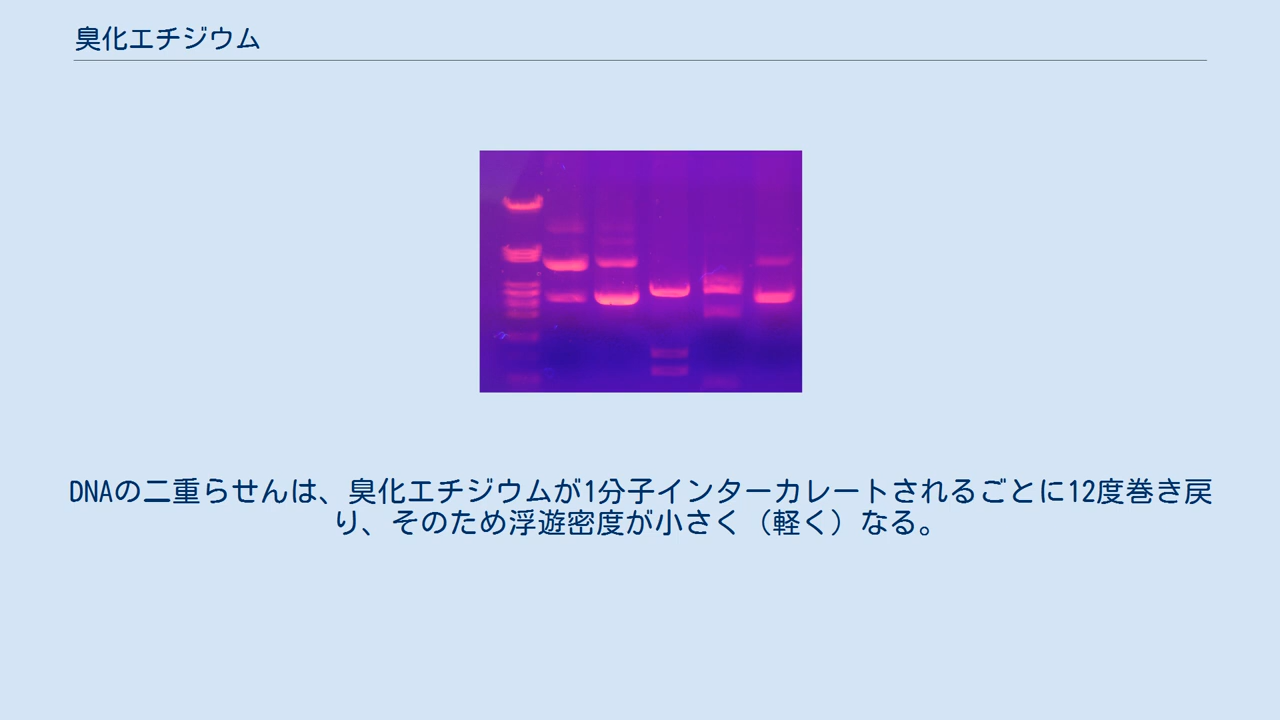 臭化エチジウム
DNAの二重らせんは、臭化エチジウムが1分子インターカレートされるごとに12度巻き戻
り、そのため浮遊密度が小さく（軽く）なる。